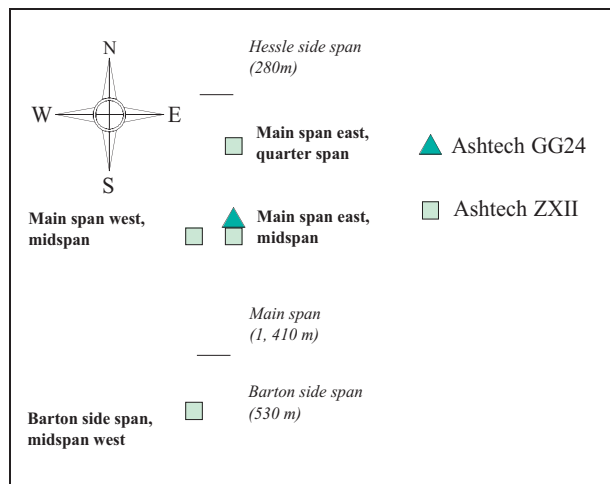 Hessle side span
(280m)
N
W
E
S
Main span east,
quarter span
Ashtech GG24
Main span west,
midspan
Main span east,
midspan
Ashtech ZXII
Main span
(1, 410 m)
Barton side span
(530 m)
Barton side span,
midspan west